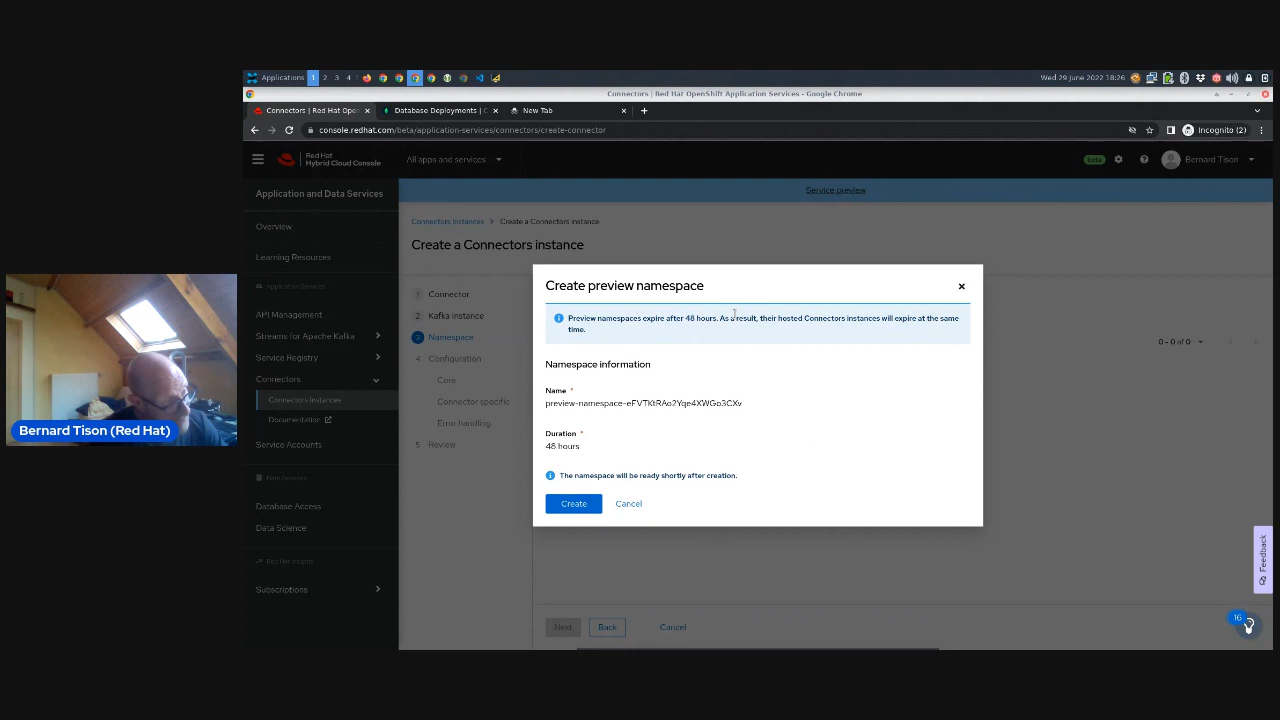 Applications 1 2 3 4
Wed 29 June 2022 18:26
Connectors | Red Hat OpenShift Application Services - Google Chrome
Connectors | Red Hat Open
Database Deployments | C
New Tab
console.redhat.com/beta/application-services/connectors/create-connector
Incognito (2)
Red Hat
Hybrid Cloud Console
All apps and services
beta
Bernard Tison
Application and Data Services
Service preview
Overview
Learning Resources
Application Services
API Management
Streams for Apache Kafka
Service Registry
Connectors
Connectors Instances
Documentation
Service Accounts
Data Services
Database Access
Data Science
Red Hat Insights
Subscriptions
Connectors Instances > Create a Connectors instance
Create a Connectors instance
1 Connector
2 Kafka Instance
3 Namespace
4 Configuration
Core
Connector specific
Error handling
5 Review
0 - 0 of 0
Create preview namespace
Preview namespaces expire after 48 hours. As a result, their hosted Connectors instances will expire at the same
time.
Namespace information
Name *
preview-namespace-eFVTKtRAo2Yqe4XWGo3CXv
Duration *
48 hours
The namespace will be ready shortly after creation.
Create
Cancel
Next
Back
Cancel
Feedback
16
Bernard Tison (Red Hat)